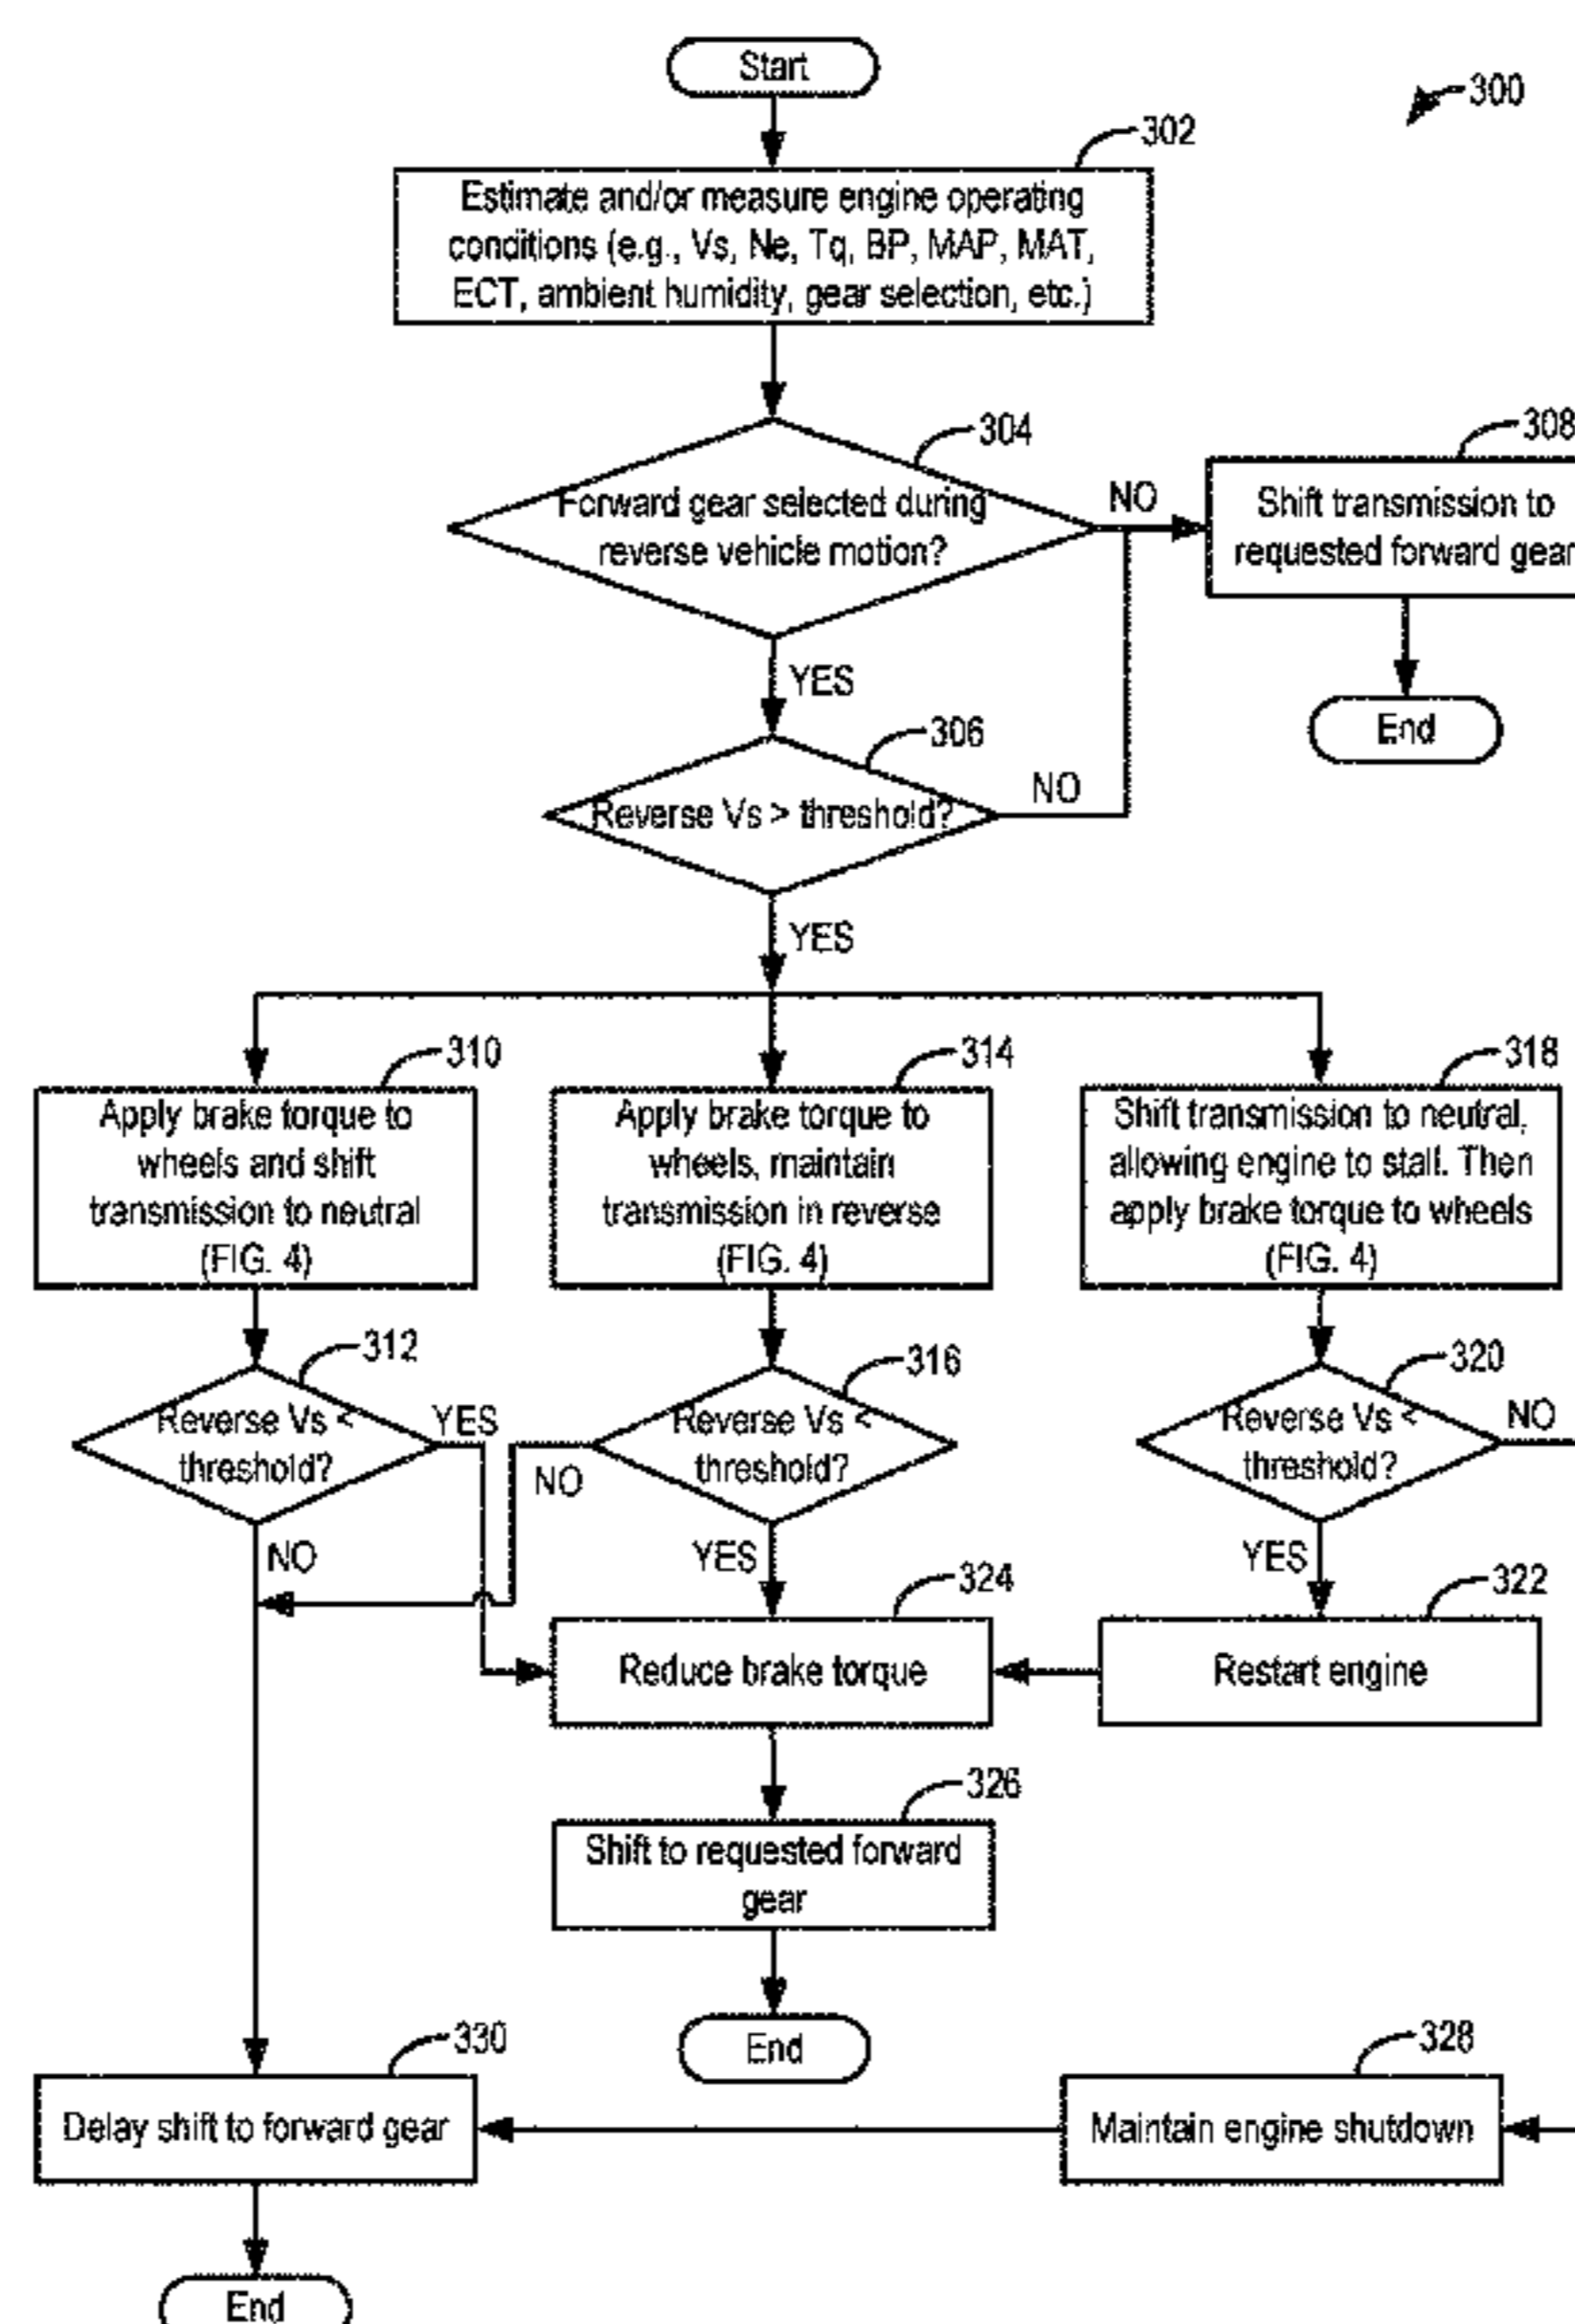 Start
300
302
Estimate and/or measure engine operating
conditions (e.g., Vs, Ne, Tq, BP, MAP, MAT,
ECT, ambient humidity, gear selection, etc.)
304
308
Forward gear selected during
reverse vehicle motion?
NO
Shift transmission to
requested forward gear
YES
End
306
Reverse Vs > threshold?
NO
YES
310
314
318
Apply brake torque to
wheels and shift
transmission to neutral
(FIG. 4)
Apply brake torque to
wheels, maintain
transmission in reverse
(FIG. 4)
Shift transmission to neutral,
allowing engine to stall. Then
apply brake torque to wheels
(FIG. 4)
312
316
320
Reverse Vs <
threshold?
YES
NO
Reverse Vs <
threshold?
NO
YES
Reverse Vs <
threshold?
NO
YES
324
322
Reduce brake torque
Restart engine
326
Shift to requested forward
gear
End
330
328
Delay shift to forward gear
Maintain engine shutdown
End